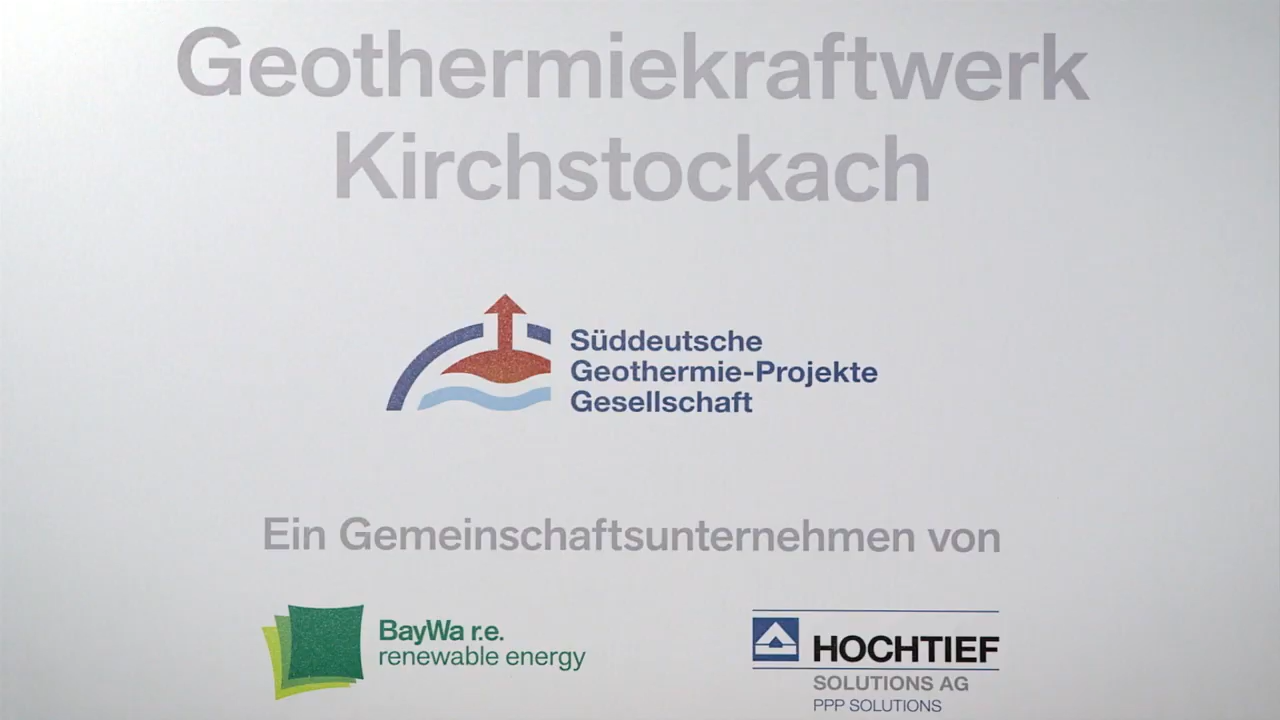 Geothermiekraftwerk
Kirchstockach
Süddeutsche
Geothermie-Projekte
Gesellschaft
Ein Gemeinschaftsunternehmen von
BayWa r.e.
renewable energy
HOCHTIEF
SOLUTIONS AG
PPP SOLUTIONS